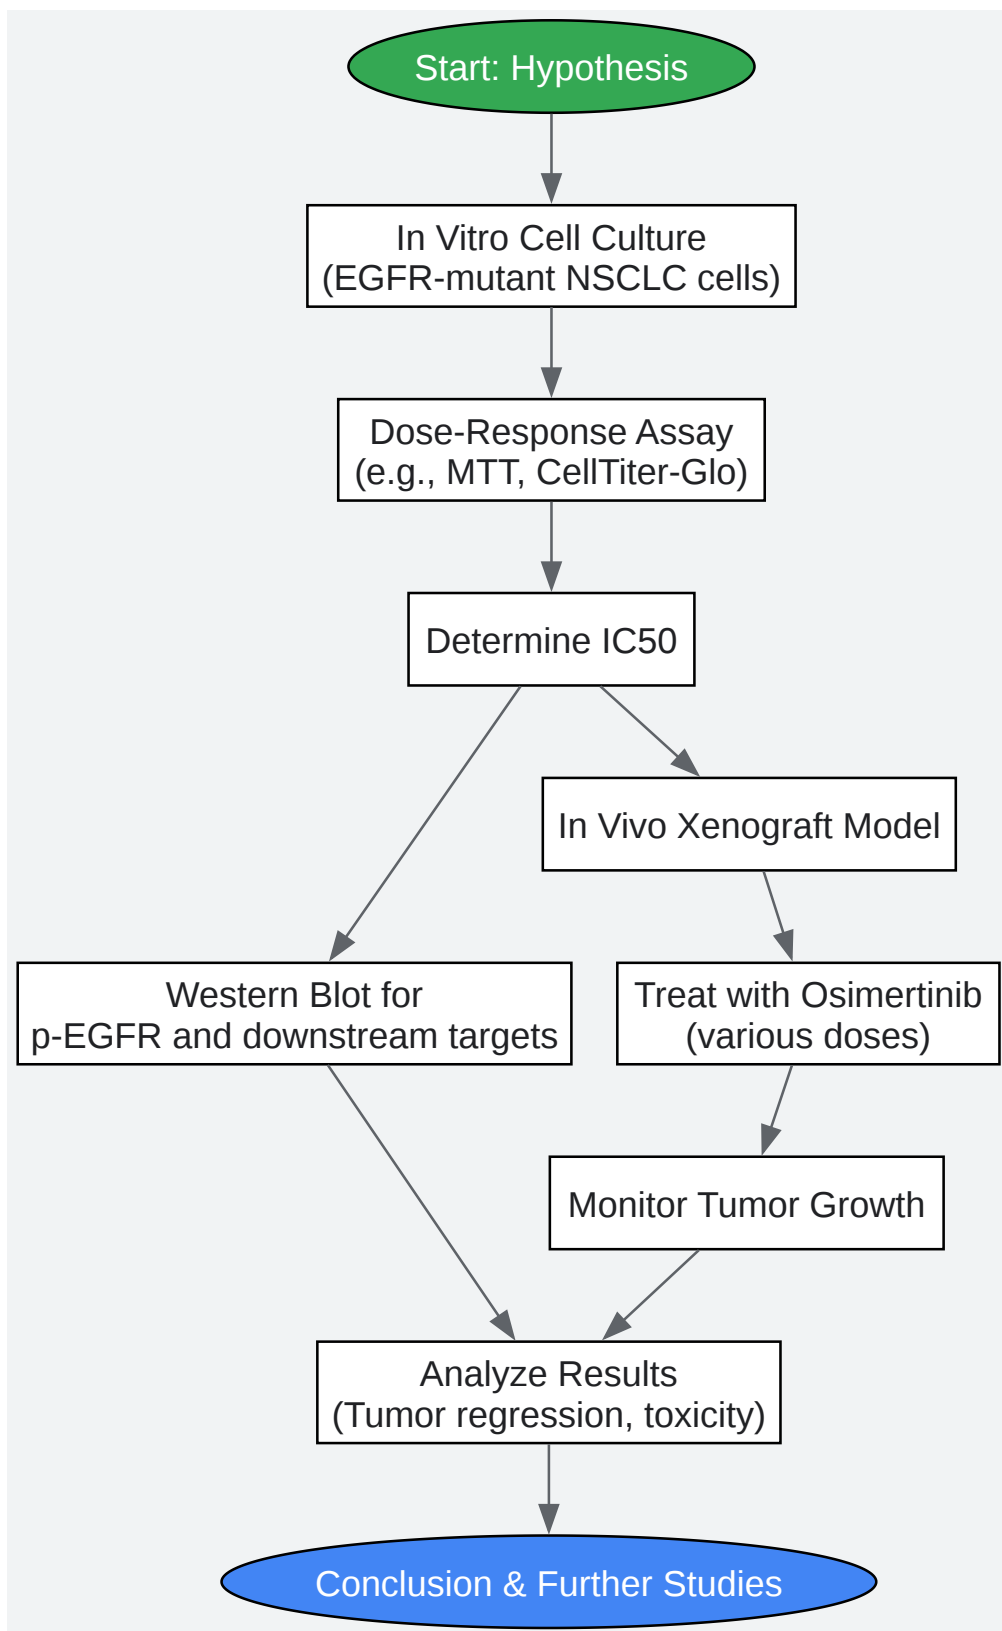 Start: Hypothesis
In Vitro Cell Culture
(EGFR-mutant NSCLC cells)
Dose-Response Assay
(e.g., MTT, CellTiter-Glo)
Determine IC50
In Vivo Xenograft Model
Western Blot for
p-EGFR and downstream targets
Treat with Osimertinib
(various doses)
Monitor Tumor Growth
Analyze Results
(Tumor regression, toxicity)
Conclusion & Further Studies